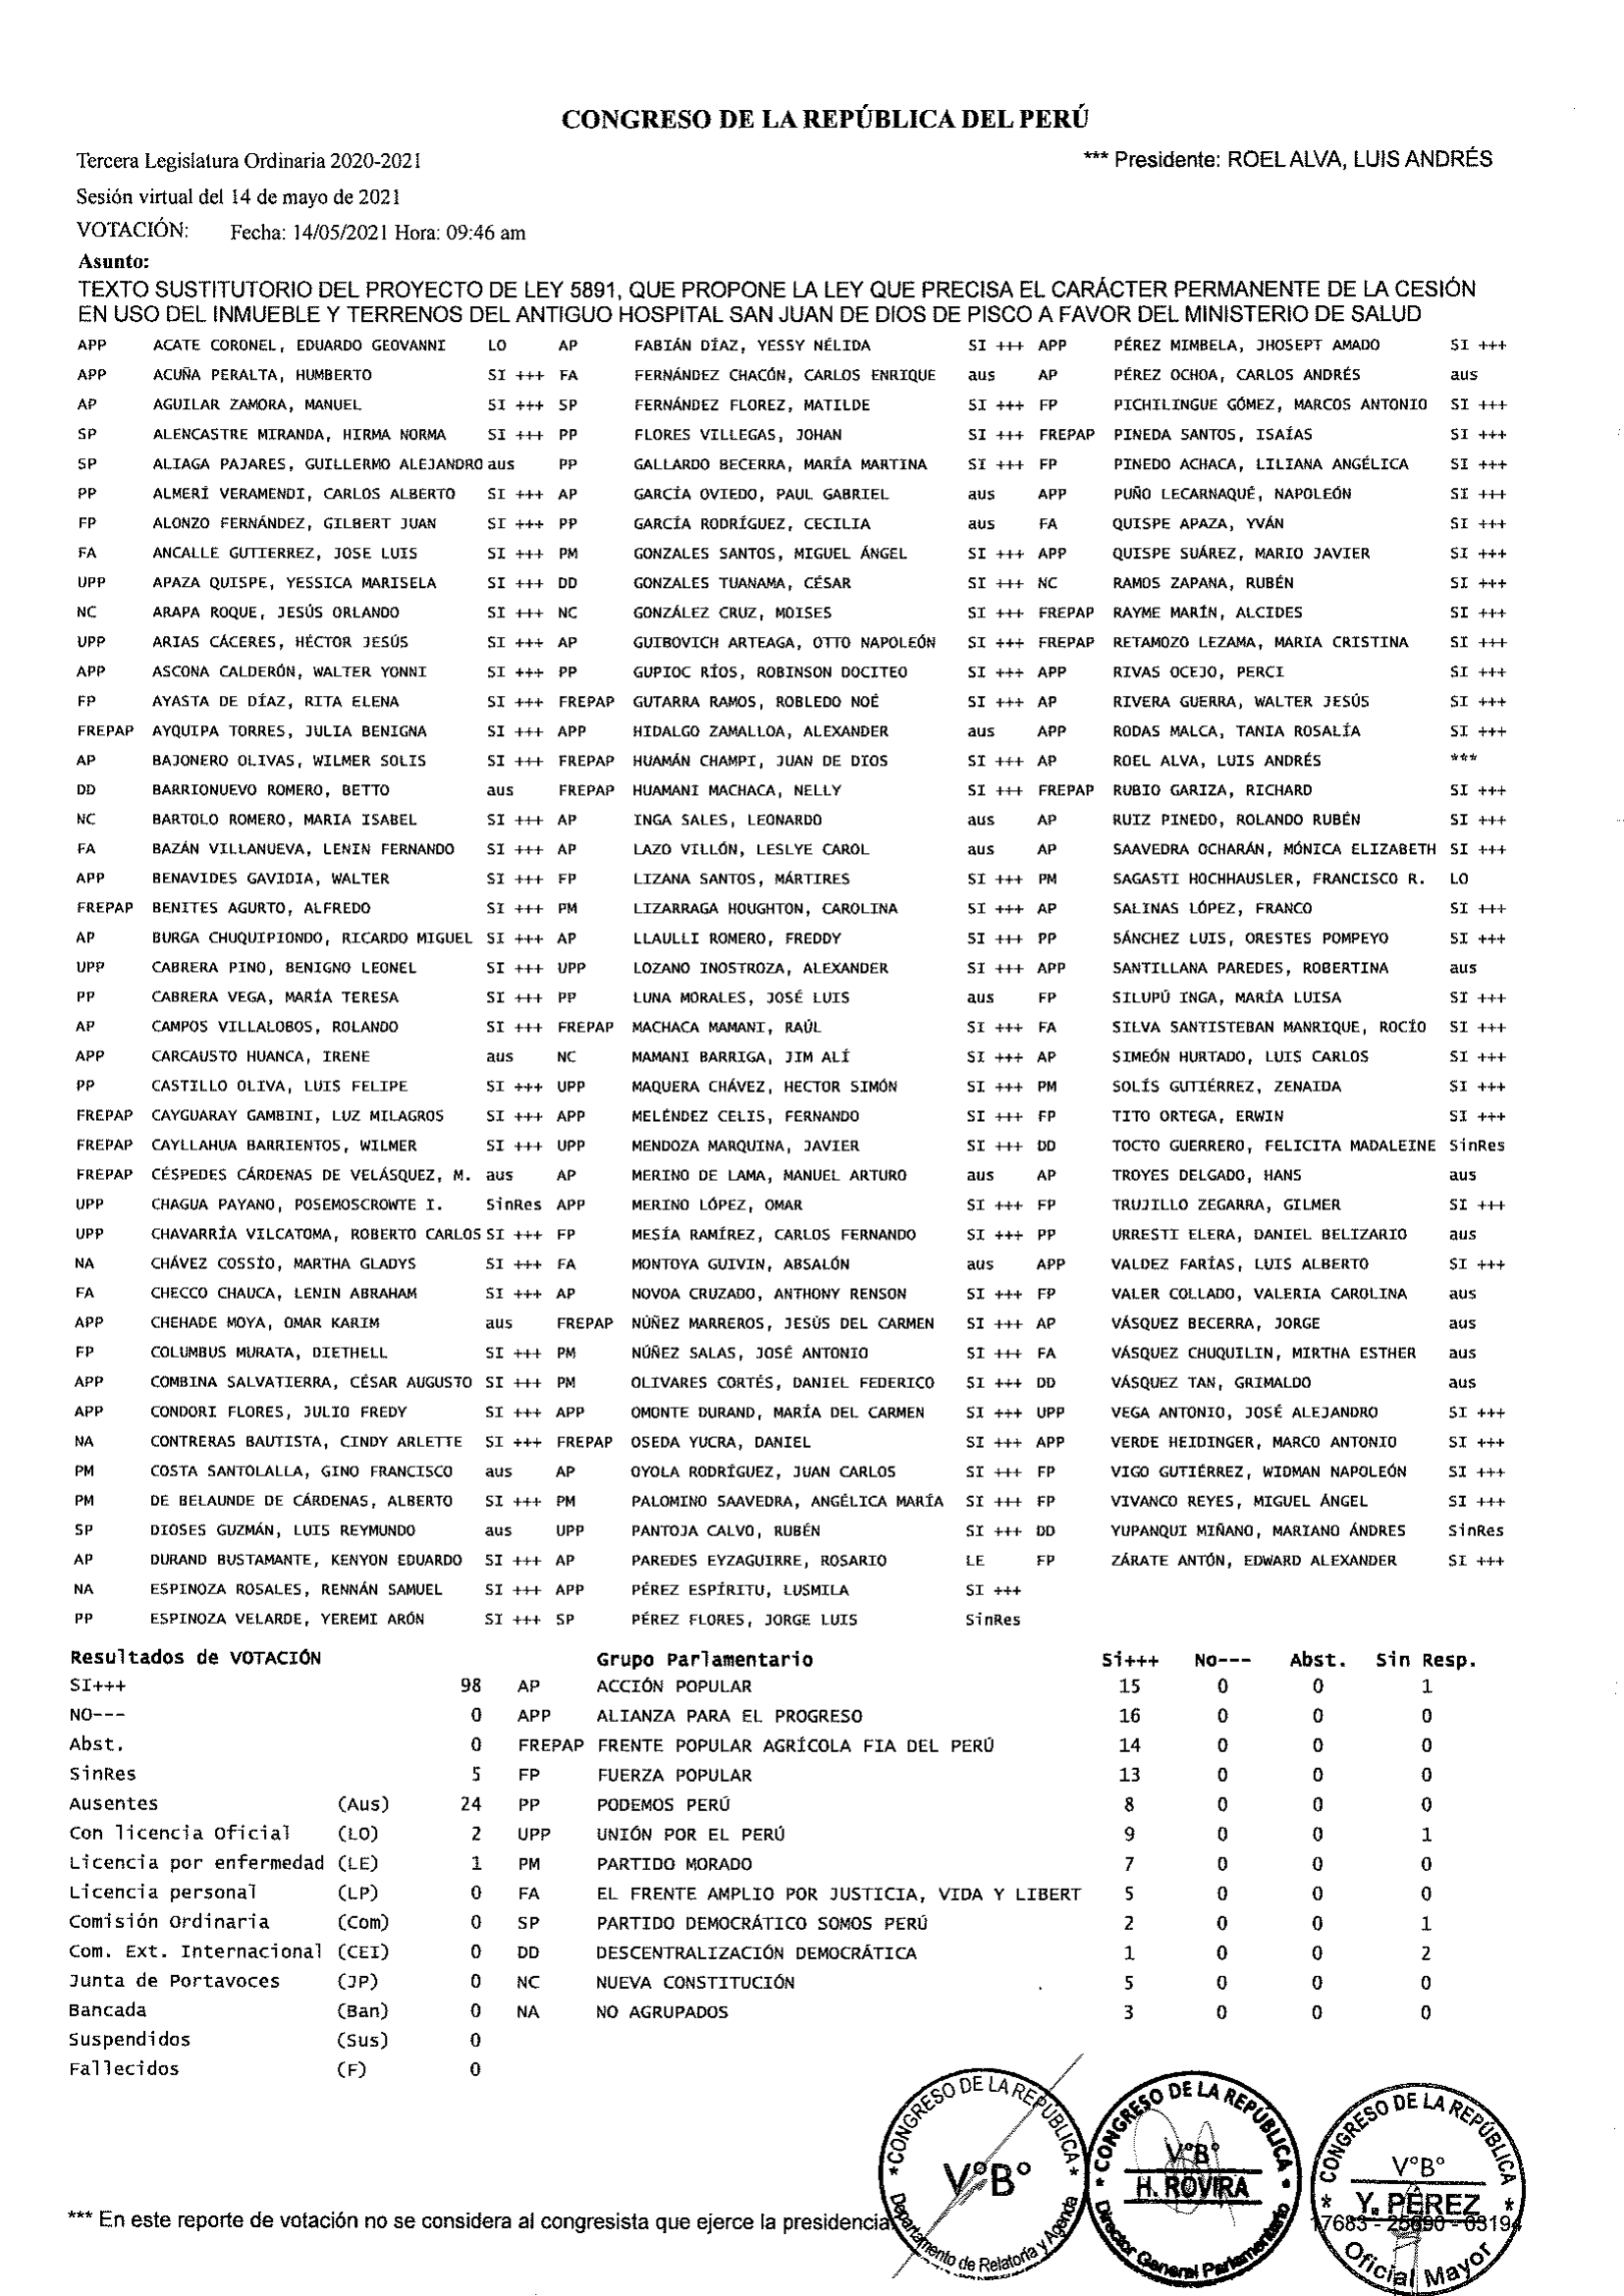 CONGRESO DE LA REPÚBLICA DEL PERÚ
Tercera Legislatura Ordinaria 2020-2021 *** Presidente: ROEL ALVA, LUIS ANDRÉS
Sesión virtual del 14 de mayo de 2021
VOTACIÓN: Fecha: 14/05/2021 Hora: 09:46 am
Asunto:
TEXTO SUSTITUTORIO DEL PROYECTO DE LEY 5891, QUE PROPONE LA LEY QUE PRECISA EL CARÁCTER PERMANENTE DE LA CESIÓN
EN USO DEL INMUEBLE Y TERRENOS DEL ANTIGUO HOSPITAL SAN JUAN DE DIOS DE PISCO A FAVOR DEL MINISTERIO DE SALUD
APP ACATE CORONEL, EDUARDO GEOVANNI LO AP FABIÁN DÍAZ, YESSY NÉLIDA SI +++ APP PÉREZ MIMBELA, JHOSEPT AMADO SI +++
APP ACUÑA PERALTA, HUMBERTO SI +++ FA FERNÁNDEZ CHACÓN, CARLOS ENRIQUE aus AP PÉREZ OCHOA, CARLOS ANDRÉS aus
AP AGUILAR ZAMORA, MANUEL SI +++ SP FERNÁNDEZ FLOREZ, MATILDE SI +++ FP PICHILINGUE GÓMEZ, MARCOS ANTONIO SI +++
SP ALENCASTRE MIRANDA, HIRMA NORMA SI +++ PP FLORES VILLEGAS, JOHAN SI +++ FREPAP PINEDA SANTOS, ISAÍAS SI +++
SP ALIAGA PAJARES, GUILLERMO ALEJANDRO aus PP GALLARDO BECERRA, MARÍA MARTINA SI +++ FP PINEDO ACHACA, LILIANA ANGÉLICA SI +++
PP ALMERÍ VERAMENDI, CARLOS ALBERTO SI +++ AP GARCÍA OVIEDO, PAUL GABRIEL aus APP PUÑO LECARNAQUÉ, NAPOLEÓN SI +++
FP ALONZO FERNÁNDEZ, GILBERT JUAN SI +++ PP GARCÍA RODRÍGUEZ, CECILIA aus FA QUISPE APAZA, YVÁN SI +++
FA ANCALLE GUTIERREZ, JOSE LUIS SI +++ PM GONZALES SANTOS, MIGUEL ÁNGEL SI +++ APP QUISPE SUÁREZ, MARIO JAVIER SI +++
UPP APAZA QUISPE, YESSICA MARISELA SI +++ DD GONZALES TUANAMA, CÉSAR SI +++ NC RAMOS ZAPANA, RUBÉN SI +++
NC ARAPA ROQUE, JESÚS ORLANDO SI +++ NC GONZÁLEZ CRUZ, MOISES SI +++ FREPAP RAYME MARÍN, ALCIDES SI +++
UPP ARIAS CÁCERES, HÉCTOR JESÚS SI +++ AP GUIBOVICH ARTEAGA, OTTO NAPOLEÓN SI +++ FREPAP RETAMOZO LEZAMA, MARIA CRISTINA SI +++
APP ASCONA CALDERÓN, WALTER YONNI SI +++ PP GUPIOC RÍOS, ROBINSON DOCITEO SI +++ APP RIVAS OCEJO, PERCI SI +++
FP AYASTA DE DÍAZ, RITA ELENA SI +++ FREPAP GUTARRA RAMOS, ROBLEDO NOÉ SI +++ AP RIVERA GUERRA, WALTER JESÚS SI +++
FREPAP AYQUIPA TORRES, JULIA BENIGNA SI +++ APP HIDALGO ZAMALLOA, ALEXANDER aus APP RODAS MALCA, TANIA ROSALÍA SI +++
AP BAJONERO OLIVAS, WILMER SOLIS SI +++ FREPAP HUAMÁN CHAMPI, JUAN DE DIOS SI +++ AP ROEL ALVA, LUIS ANDRÉS ***
DD BARRIONUEVO ROMERO, BETTO aus FREPAP HUAMANI MACHACA, NELLY SI +++ FREPAP RUBIO GARIZA, RICHARD SI +++
NC BARTOLO ROMERO, MARIA ISABEL SI +++ AP INGA SALES, LEONARDO aus AP RUIZ PINEDO, ROLANDO RUBÉN SI +++
FA BAZÁN VILLANUEVA, LENIN FERNANDO SI +++ AP LAZO VILLÓN, LESLYE CAROL aus AP SAAVEDRA OCHARÁN, MÓNICA ELIZABETH SI +++
APP BENAVIDES GAVIDIA, WALTER SI +++ FP LIZANA SANTOS, MÁRTIRES SI +++ PM SAGASTI HOCHHAUSLER, FRANCISCO R. LO
FREPAP BENITES AGURTO, ALFREDO SI +++ PM LIZARRAGA HOUGHTON, CAROLINA SI +++ AP SALINAS LÓPEZ, FRANCO SI +++
AP BURGA CHUQUIPIONDO, RICARDO MIGUEL SI +++ AP LLAULLI ROMERO, FREDDY SI +++ PP SÁNCHEZ LUIS, ORESTES POMPEYO SI +++
UPP CABRERA PINO, BENIGNO LEONEL SI +++ UPP LOZANO INOSTROZA, ALEXANDER SI +++ APP SANTILLANA PAREDES, ROBERTINA aus
PP CABRERA VEGA, MARÍA TERESA SI +++ PP LUNA MORALES, JOSÉ LUIS aus FP SILUPÚ INGA, MARÍA LUISA SI +++
AP CAMPOS VILLALOBOS, ROLANDO SI +++ FREPAP MACHACA MAMANI, RAÚL SI +++ FA SILVA SANTISTEBAN MANRIQUE, ROCÍO SI +++
APP CARCAUSTO HUANCA, IRENE aus NC MAMANI BARRIGA, JIM ALÍ SI +++ AP SIMEÓN HURTADO, LUIS CARLOS SI +++
PP CASTILLO OLIVA, LUIS FELIPE SI +++ UPP MAQUERA CHÁVEZ, HECTOR SIMÓN SI +++ PM SOLÍS GUTIÉRREZ, ZENAIDA SI +++
FREPAP CAYGUARAY GAMBINI, LUZ MILAGROS SI +++ APP MELÉNDEZ CELIS, FERNANDO SI +++ FP TITO ORTEGA, ERWIN SI +++
FREPAP CAYLLAHUA BARRIENTOS, WILMER SI +++ UPP MENDOZA MARQUINA, JAVIER SI +++ DD TOCTO GUERRERO, FELICITA MADALEINE SinRes
FREPAP CÉSPEDES CÁRDENAS DE VELÁSQUEZ, M. aus AP MERINO DE LAMA, MANUEL ARTURO aus AP TROYES DELGADO, HANS aus
UPP CHAGUA PAYANO, POSEMOSCROWTE I. SinRes APP MERINO LÓPEZ, OMAR SI +++ FP TRUJILLO ZEGARRA, GILMER SI +++
UPP CHAVARRÍA VILCATOMA, ROBERTO CARLOS SI +++ FP MESÍA RAMÍREZ, CARLOS FERNANDO SI +++ PP URRESTI ELERA, DANIEL BELIZARIO aus
NA CHÁVEZ COSSÍO, MARTHA GLADYS SI +++ FA MONTOYA GUIVIN, ABSALÓN aus APP VALDEZ FARÍAS, LUIS ALBERTO SI +++
FA CHECCO CHAUCA, LENIN ABRAHAM SI +++ AP NOVOA CRUZADO, ANTHONY RENSON SI +++ FP VALER COLLADO, VALERIA CAROLINA aus
APP CHEHADE MOYA, OMAR KARIM aus FREPAP NÚÑEZ MARREROS, JESÚS DEL CARMEN SI +++ AP VÁSQUEZ BECERRA, JORGE aus
FP COLUMBUS MURATA, DIETHELL SI +++ PM NÚÑEZ SALAS, JOSÉ ANTONIO SI +++ FA VÁSQUEZ CHUQUILIN, MIRTHA ESTHER aus
APP COMBINA SALVATIERRA, CÉSAR AUGUSTO SI +++ PM OLIVARES CORTÉS, DANIEL FEDERICO SI +++ DD VÁSQUEZ TAN, GRIMALDO aus
APP CONDORI FLORES, JULIO FREDY SI +++ APP OMONTE DURAND, MARÍA DEL CARMEN SI +++ UPP VEGA ANTONIO, JOSÉ ALEJANDRO SI +++
NA CONTRERAS BAUTISTA, CINDY ARLETTE SI +++ FREPAP OSEDA YUCRA, DANIEL SI +++ APP VERDE HEIDINGER, MARCO ANTONIO SI +++
PM COSTA SANTOLALLA, GINO FRANCISCO aus AP OYOLA RODRÍGUEZ, JUAN CARLOS SI +++ FP VIGO GUTIÉRREZ, WIDMAN NAPOLEÓN SI +++
PM DE BELAUNDE DE CÁRDENAS, ALBERTO SI +++ PM PALOMINO SAAVEDRA, ANGÉLICA MARÍA SI +++ FP VIVANCO REYES, MIGUEL ÁNGEL SI +++
SP DIOSES GUZMÁN, LUIS REYMUNDO aus UPP PANTOJA CALVO, RUBÉN SI +++ DD YUPANQUI MIÑANO, MARIANO ÁNDRES SinRes
AP DURAND BUSTAMANTE, KENYON EDUARDO SI +++ AP PAREDES EYZAGUIRRE, ROSARIO LE FP ZÁRATE ANTÓN, EDWARD ALEXANDER SI +++
NA ESPINOZA ROSALES, RENNÁN SAMUEL SI +++ APP PÉREZ ESPÍRITU, LUSMILA SI +++
PP ESPINOZA VELARDE, YEREMI ARÓN SI +++ SP PÉREZ FLORES, JORGE LUIS SinRes
Resultados de VOTACIÓN Grupo Parlamentario Si+++ No--- Abst. Sin Resp.
SI+++ 98 AP ACCIÓN POPULAR 15 0 0 1
NO--- 0 APP ALIANZA PARA EL PROGRESO 16 0 0 0
Abst. 0 FREPAP FRENTE POPULAR AGRÍCOLA FIA DEL PERÚ 14 0 0 0
SinRes 5 FP FUERZA POPULAR 13 0 0 0
Ausentes (Aus) 24 PP PODEMOS PERÚ 8 0 0 0
Con licencia Oficial (LO) 2 UPP UNIÓN POR EL PERÚ 9 0 0 1
Licencia por enfermedad (LE) 1 PM PARTIDO MORADO 7 0 0 0
Licencia personal (LP) 0 FA EL FRENTE AMPLIO POR JUSTICIA, VIDA Y LIBERT 5 0 0 0
Comisión Ordinaria (Com) 0 SP PARTIDO DEMOCRÁTICO SOMOS PERÚ 2 0 0 1
Com. Ext. Internacional (CEI) 0 DD DESCENTRALIZACIÓN DEMOCRÁTICA 1 0 0 2
Junta de Portavoces (JP) 0 NC NUEVA CONSTITUCIÓN 5 0 0 0
Bancada (Ban) 0 NA NO AGRUPADOS 3 0 0 0
Suspendidos (Sus) 0
Fallecidos (F) 0
*** En este reporte de votación no se considera al congresista que ejerce la presidencia
* CONGRESO DE LA REPÚBLICA *
V°B°
Departamento de Relatoría y Agenda
* CONGRESO DE LA REPÚBLICA *
V°B°
H. ROVIRA
Director General Parlamentario
* CONGRESO DE LA REPÚBLICA *
V°B°
Y. PÉREZ
Oficial Mayor